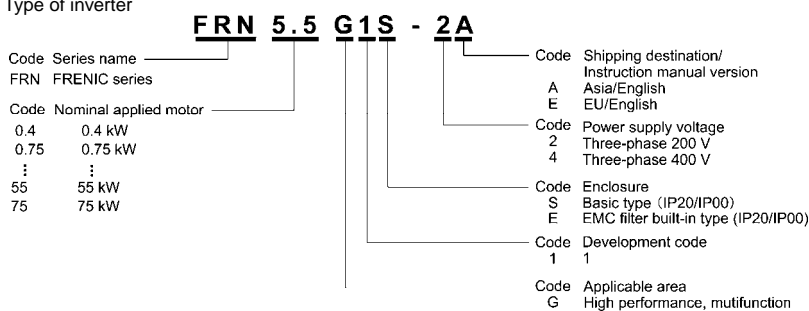 Type of inverter
FRN 5.5 G1S - 2A
Code Series name
FRN FRENIC series
Code Nominal applied motor
0.4 0.4 kW
0.75 0.75 kW
⋮ ⋮
55 55 kW
75 75 kW
Code Shipping destination/
Instruction manual version
A Asia/English
E EU/English
Code Power supply voltage
2 Three-phase 200 V
4 Three-phase 400 V
Code Enclosure
S Basic type (IP20/IP00)
E EMC filter built-in type (IP20/IP00)
Code Development code
1 1
Code Applicable area
G High performance, mutifunction